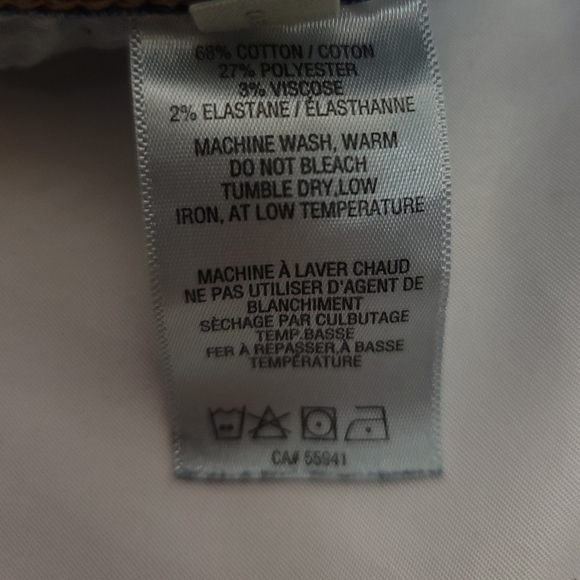 68% COTTON / COTON
27% POLYESTER
3% VISCOSE
2% ELASTANE / ÉLASTHANNE
MACHINE WASH, WARM
DO NOT BLEACH
TUMBLE DRY, LOW
IRON, AT LOW TEMPERATURE
MACHINE À LAVER CHAUD
NE PAS UTILISER D'AGENT DE
BLANCHIMENT
SÈCHAGE PAR CULBUTAGE
TEMP.BASSE
FER À REPASSER,À BASSE
TEMPÉRATURE
CA# 55941